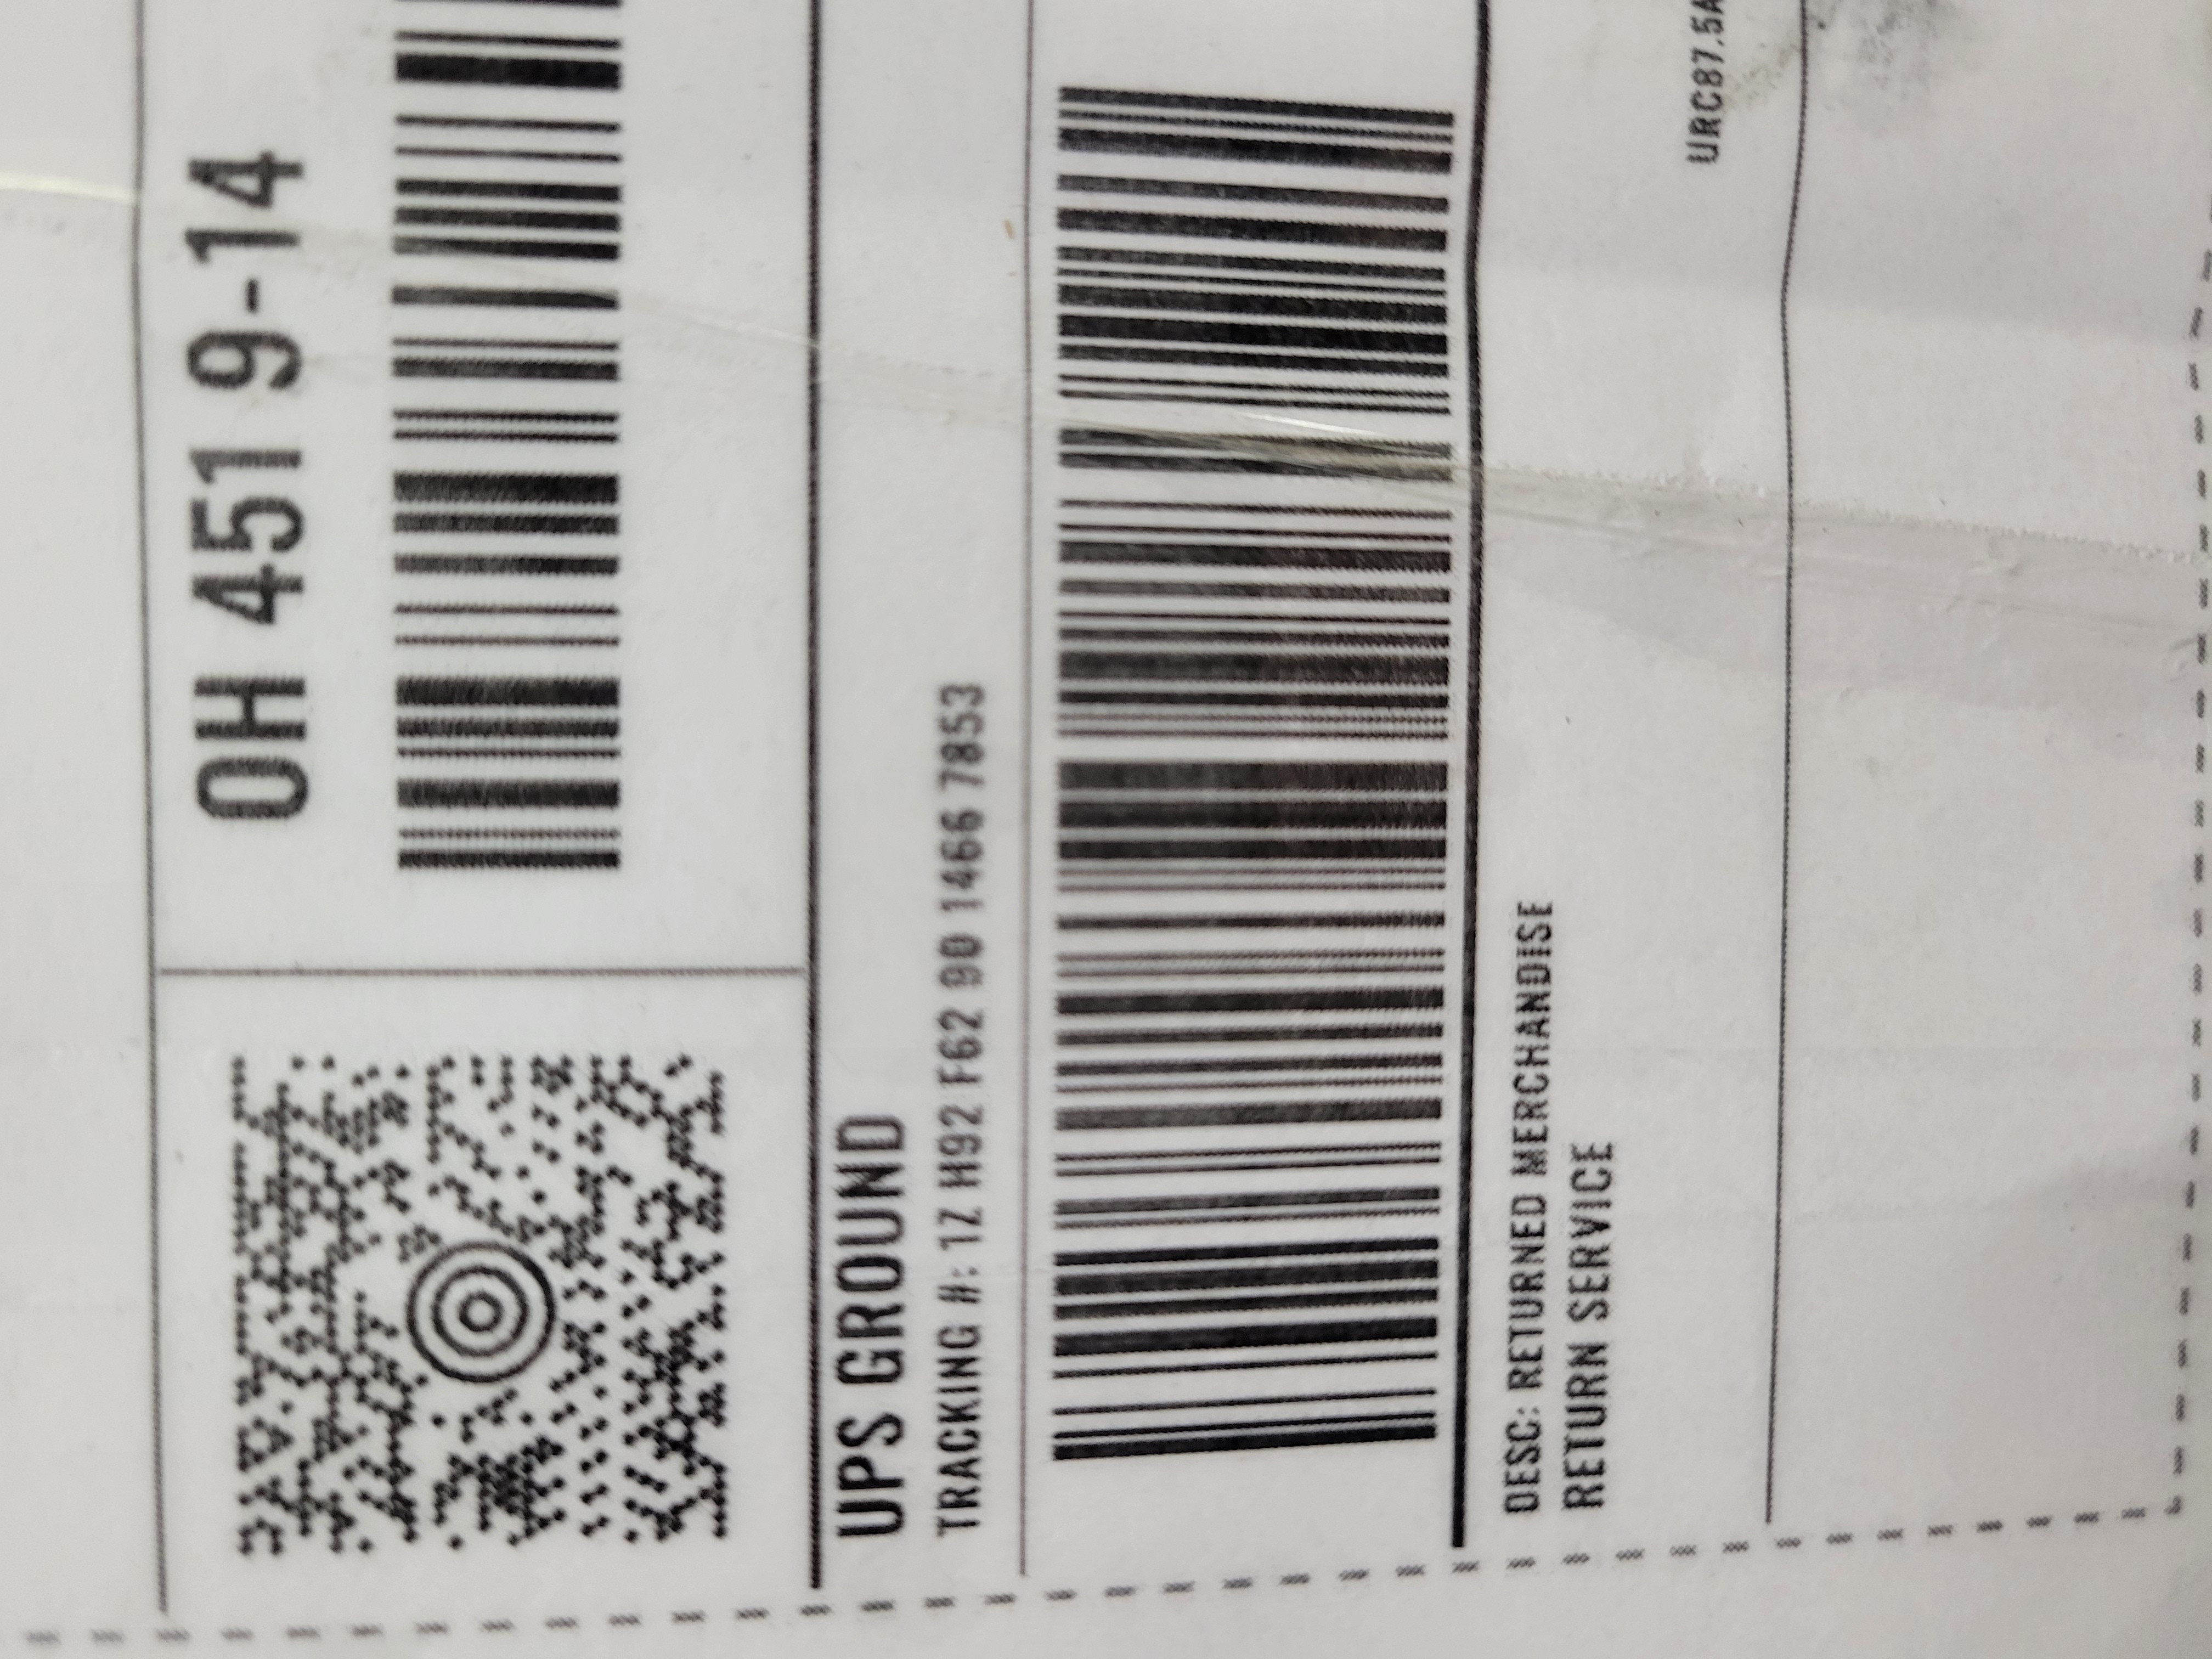 OH 451 9-14
UPS GROUND
TRACKING #: 1Z H92 F62 90 1466 7853
DESC: RETURNED MERCHANDISE
RETURN SERVICE
URC87.5A